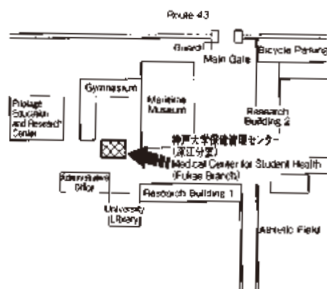 Route 43
Guard
Main Gate
Bicycle Parking
Gymnasium
Maritime
Museum
Pilotage
Education
and Research
Center
Research
Building 2
神戸大学保健管理センター
(深江分室)
Medical Center for Student Health
(Fukae Branch)
Administrative
Office
Research Building 1
University
Library
Athletic Field